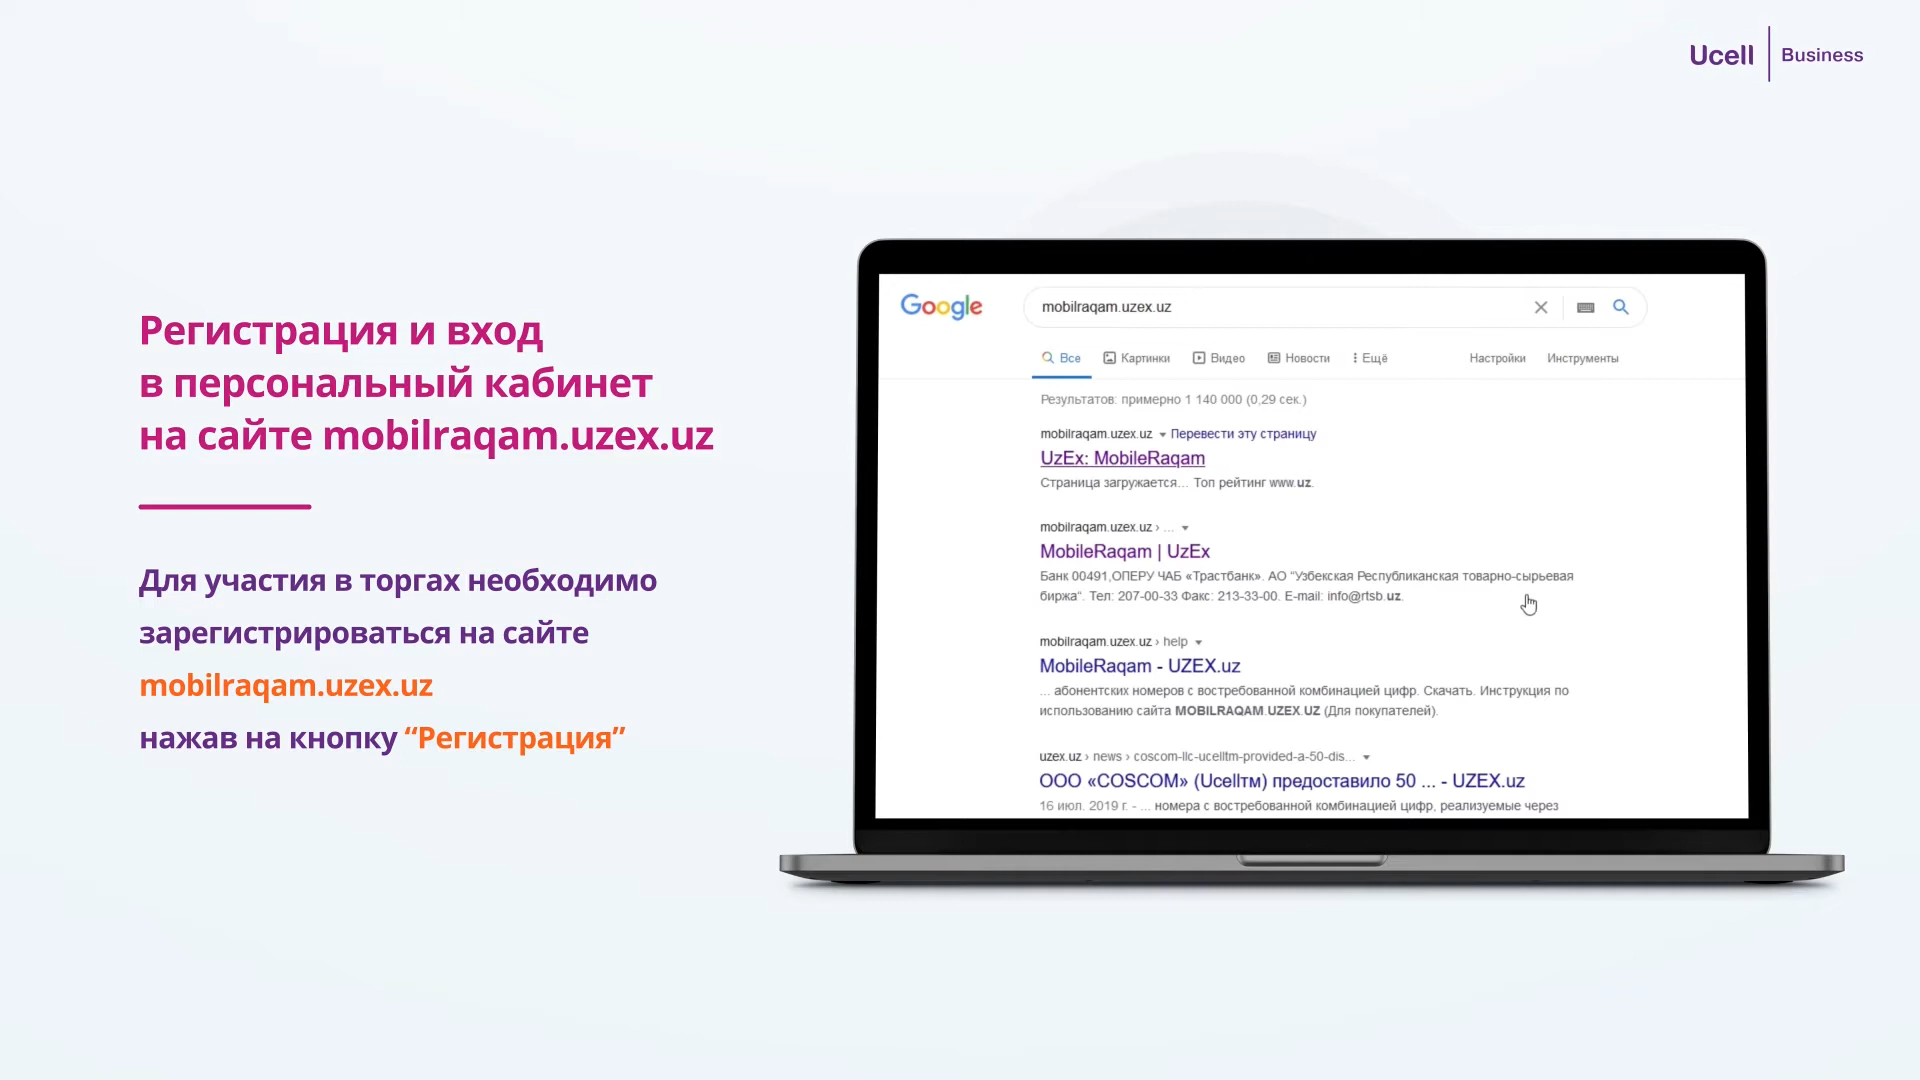 Ucell | Business
Регистрация и вход
в персональный кабинет
на сайте mobilraqam.uzex.uz
Для участия в торгах необходимо
зарегистрироваться на сайте
mobilraqam.uzex.uz
нажав на кнопку “Регистрация”
Google
mobilraqam.uzex.uz
Все Картинки Видео Новости Ещё Настройки Инструменты
Результатов: примерно 1 140 000 (0,29 сек.)
mobilraqam.uzex.uz Перевести эту страницу
UzEx: MobileRaqam
Страница загружается... Топ рейтинг www.uz.
mobilraqam.uzex.uz › ...
MobileRaqam | UzEx
Банк 00491,ОПЕРУ ЧАБ «Трастбанк». АО "Узбекская Республиканская товарно-сырьевая
биржа". Тел: 207-00-33 Факс: 213-33-00. E-mail: info@rtsb.uz.
mobilraqam.uzex.uz › help
MobileRaqam - UZEX.uz
... абонентских номеров с востребованной комбинацией цифр. Скачать. Инструкция по
использованию сайта MOBILRAQAM.UZEX.UZ (Для покупателей).
uzex.uz › news › coscom-llc-ucelltm-provided-a-50-dis...
ООО «COSCOM» (Ucellтм) предоставило 50 ... - UZEX.uz
16 июл. 2019 г. - ... номера с востребованной комбинацией цифр, реализуемые через